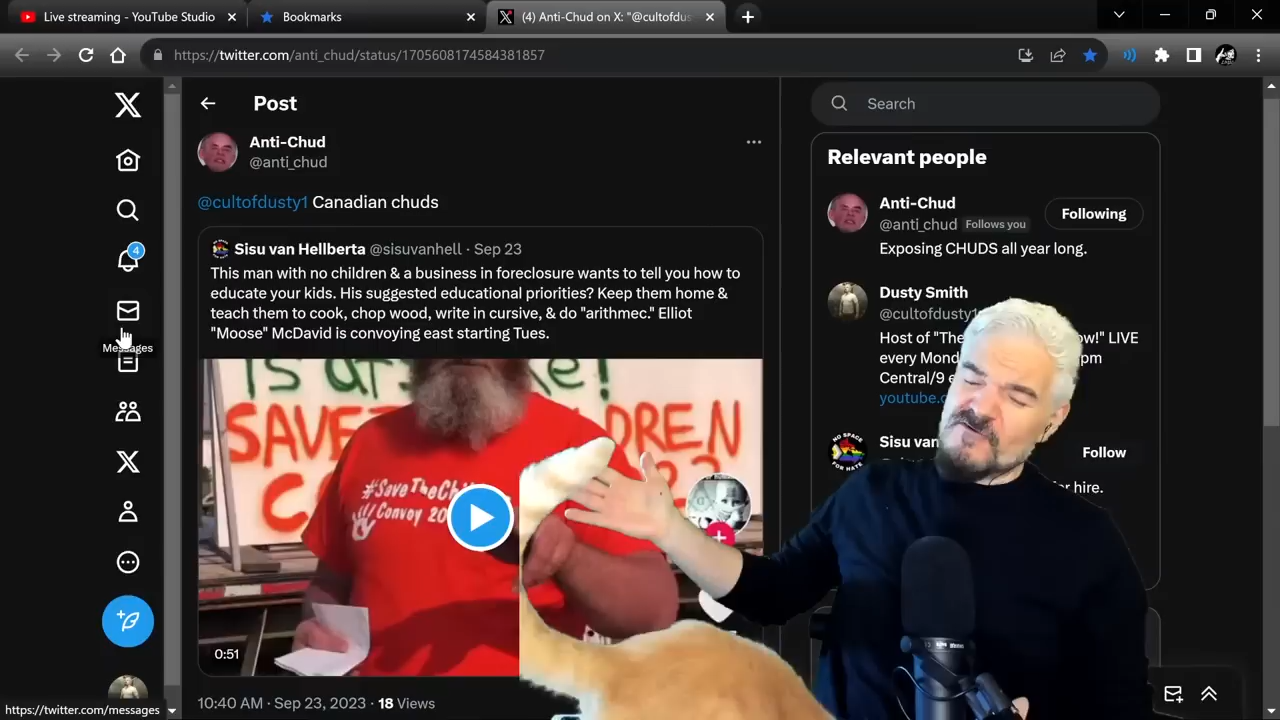 Live streaming - YouTube Studio
Bookmarks
(4) Anti-Chud on X: "@cultofdus
https://twitter.com/anti_chud/status/1705608174584381857
Post
Search
Anti-Chud
@anti_chud
@cultofdusty1 Canadian chuds
Sisu van Hellberta @sisuvanhell · Sep 23
This man with no children & a business in foreclosure wants to tell you how to
educate your kids. His suggested educational priorities? Keep them home &
teach them to cook, chop wood, write in cursive, & do "arithmec." Elliot
"Moose" McDavid is convoying east starting Tues.
SAVE
DREN
#SaveTheChi
Convoy 20
0:51
10:40 AM · Sep 23, 2023 · 18 Views
4
Messages
Relevant people
Anti-Chud
@anti_chud Follows you
Following
Exposing CHUDS all year long.
Dusty Smith
@cultofdusty
Host of "The
w!" LIVE
every Mond
pm
Central/9
youtube.c
Sisu van
Follow
for hire.
NO SPACE
FOR HATE
https://twitter.com/messages